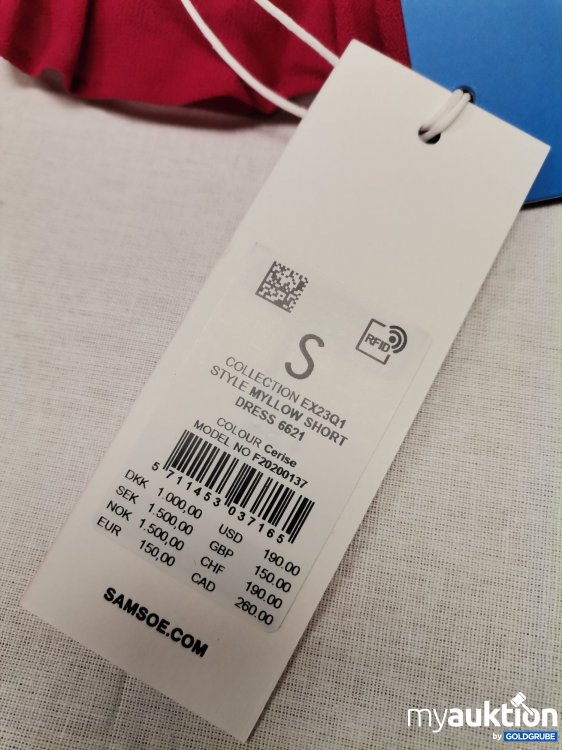 RFID
S
COLLECTION EX23Q1
STYLE MYLLOW SHORT
DRESS 6621
COLOUR Cerise
MODEL NO F20200137
5 711453 037165
DKK 1.000,00 USD 190.00
SEK 1.500,00 GBP 150.00
NOK 1.500,00 CHF 190.00
EUR 150,00 CAD 260.00
SAMSOE.COM
myauktion
by GOLDGRUBE